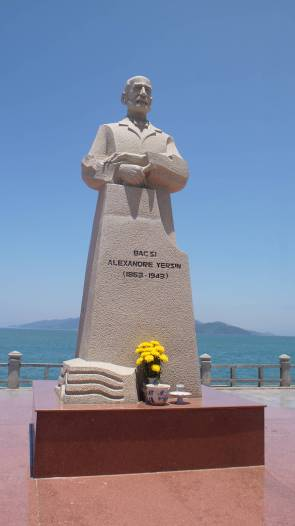 BAC SI
ALEXANDRE YERSIN
(1863-1943)